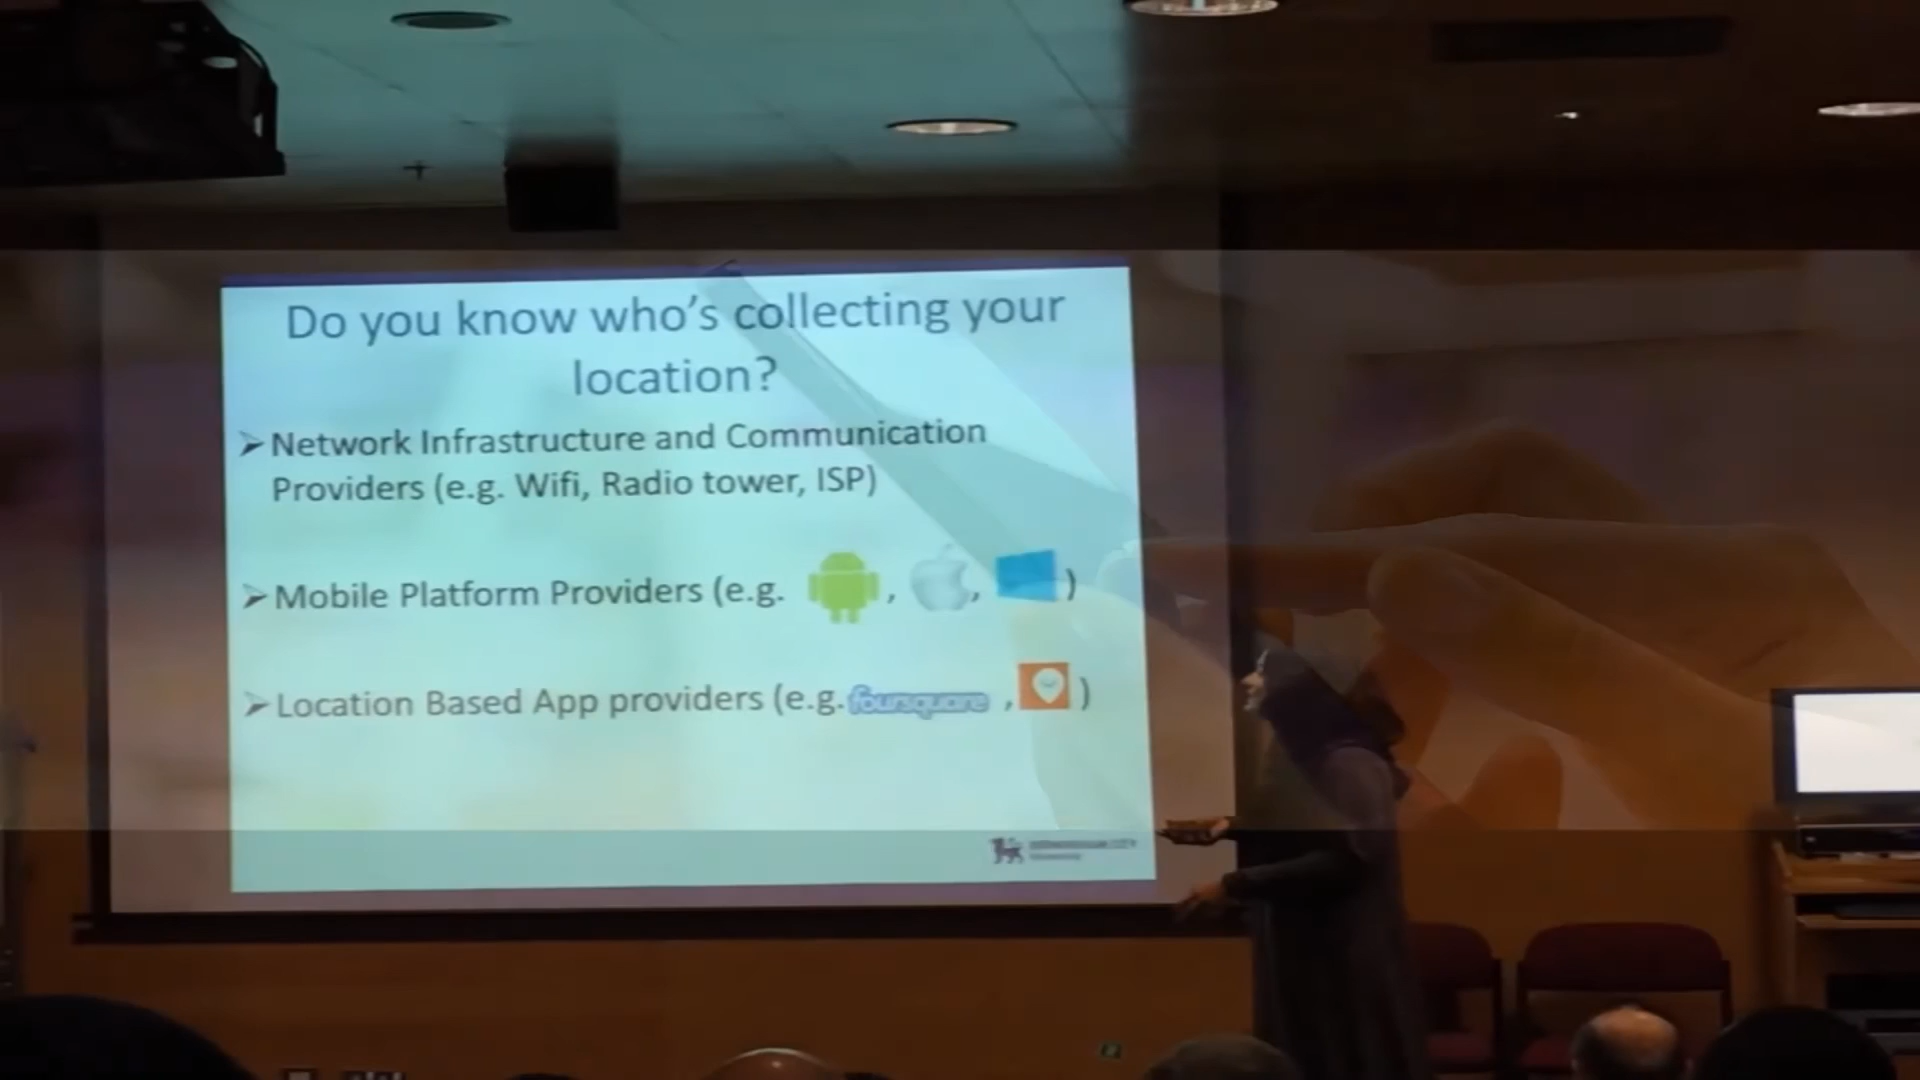 Do you know who's collecting your
location?
➢Network Infrastructure and Communication
Providers (e.g. Wifi, Radio tower, ISP)
➢Mobile Platform Providers (e.g. , , )
➢Location Based App providers (e.g. foursquare , )